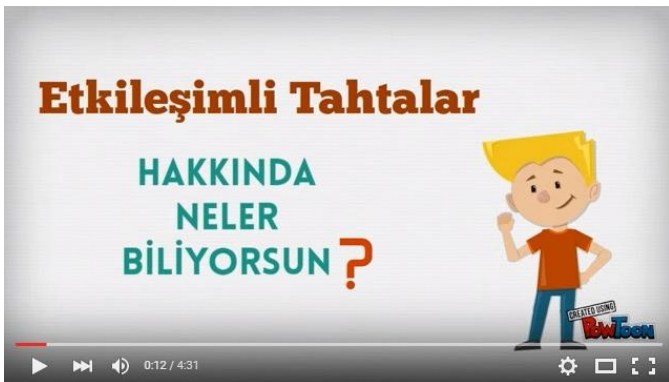 Etkileşimli Tahtalar
HAKKINDA
NELER
BİLİYORSUN?
CREATED USING
POWTOON
0:12 / 4:31